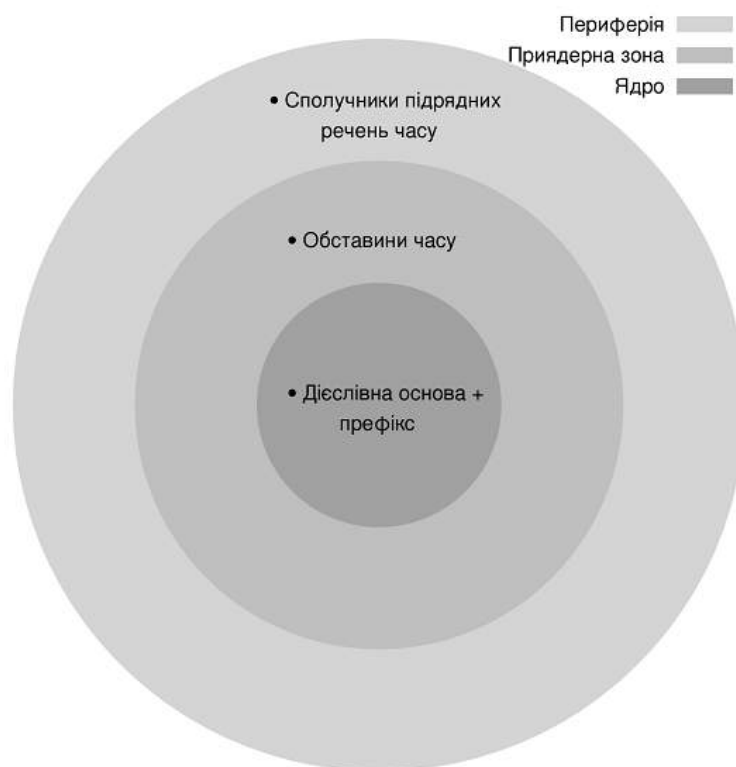 Периферія
Приядерна зона
Ядро
• Сполучники підрядних
речень часу
• Обставини часу
• Дієслівна основа +
префікс